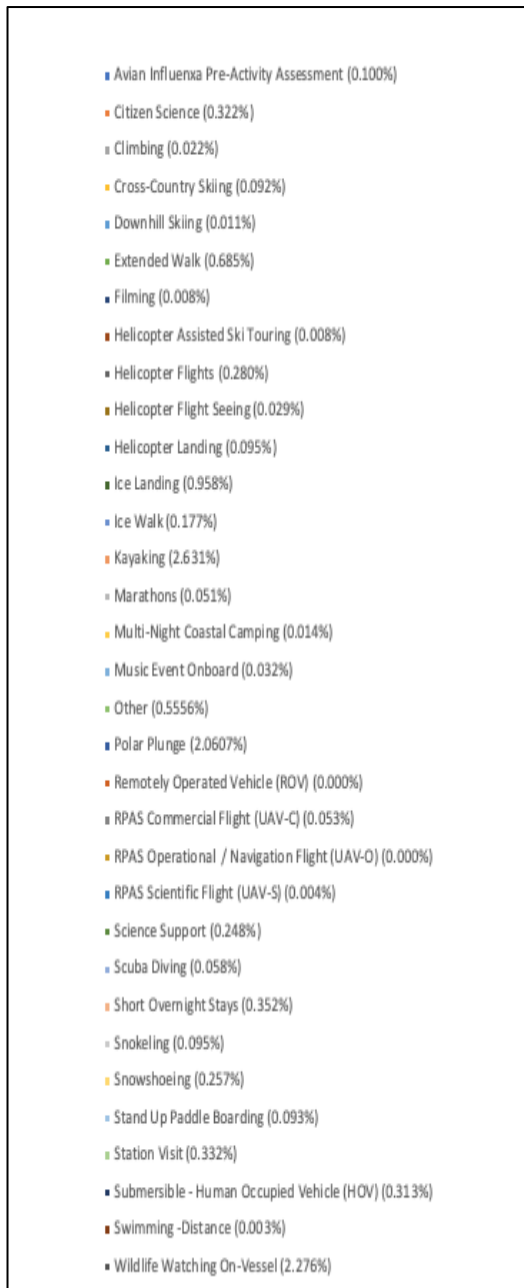 Avian Influenxa Pre-Activity Assessment (0.100%)
Citizen Science (0.322%)
Climbing (0.022%)
Cross-Country Skiing (0.092%)
Downhill Skiing (0.011%)
Extended Walk (0.685%)
Filming (0.008%)
Helicopter Assisted Ski Touring (0.008%)
Helicopter Flights (0.280%)
Helicopter Flight Seeing (0.029%)
Helicopter Landing (0.095%)
Ice Landing (0.958%)
Ice Walk (0.177%)
Kayaking (2.631%)
Marathons (0.051%)
Multi-Night Coastal Camping (0.014%)
Music Event Onboard (0.032%)
Other (0.5556%)
Polar Plunge (2.0607%)
Remotely Operated Vehicle (ROV) (0.000%)
RPAS Commercial Flight (UAV-C) (0.053%)
RPAS Operational / Navigation Flight (UAV-O) (0.000%)
RPAS Scientific Flight (UAV-S) (0.004%)
Science Support (0.248%)
Scuba Diving (0.058%)
Short Overnight Stays (0.352%)
Snokeling (0.095%)
Snowshoeing (0.257%)
Stand Up Paddle Boarding (0.093%)
Station Visit (0.332%)
Submersible - Human Occupied Vehicle (HOV) (0.313%)
Swimming -Distance (0.003%)
Wildlife Watching On-Vessel (2.276%)